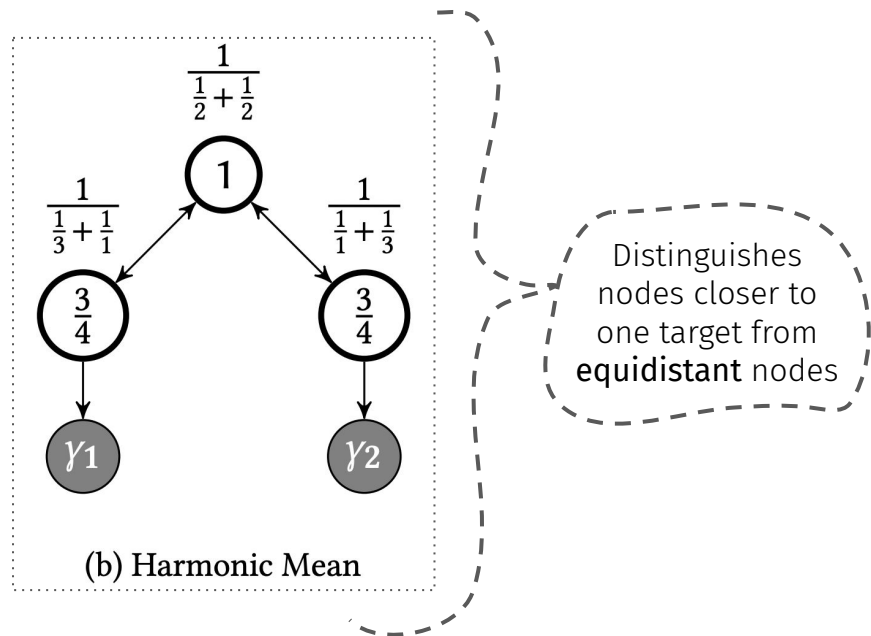 1/(1/2 + 1/2)
1
1/(1/3 + 1/1)
1/(1/1 + 1/3)
3/4
3/4
γ1
γ2
(b) Harmonic Mean
Distinguishes
nodes closer to
one target from
equidistant nodes